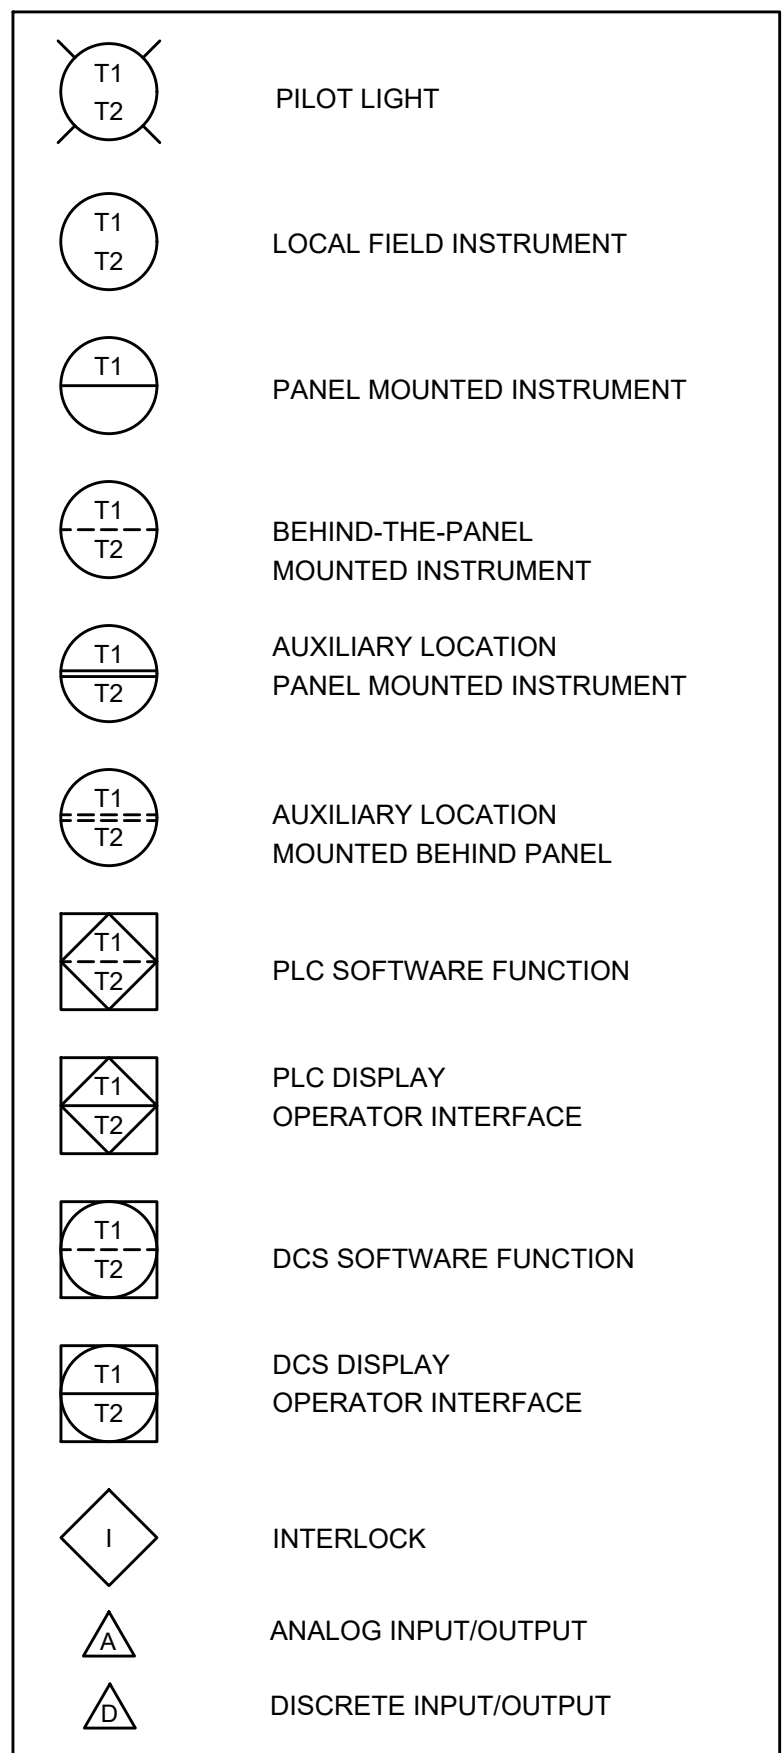 T1
T2
PILOT LIGHT
T1
T2
LOCAL FIELD INSTRUMENT
T1
PANEL MOUNTED INSTRUMENT
T1
T2
BEHIND-THE-PANEL
MOUNTED INSTRUMENT
T1
T2
AUXILIARY LOCATION
PANEL MOUNTED INSTRUMENT
T1
T2
AUXILIARY LOCATION
MOUNTED BEHIND PANEL
T1
T2
PLC SOFTWARE FUNCTION
T1
T2
PLC DISPLAY
OPERATOR INTERFACE
T1
T2
DCS SOFTWARE FUNCTION
T1
T2
DCS DISPLAY
OPERATOR INTERFACE
I
INTERLOCK
A
ANALOG INPUT/OUTPUT
D
DISCRETE INPUT/OUTPUT